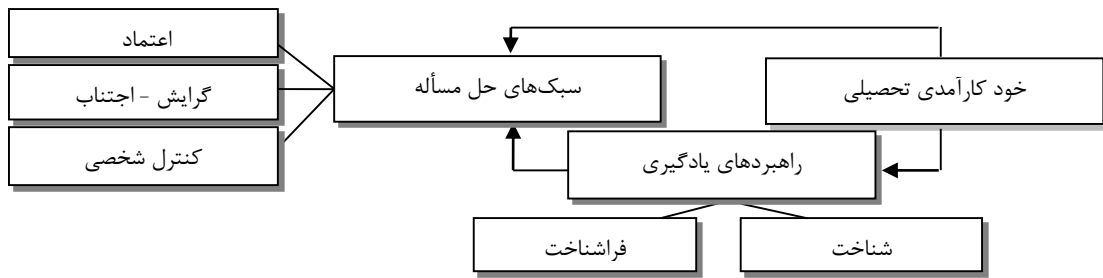 خود کارآمدی تحصیلی
سبک‌های حل مسأله
اعتماد
گرایش - اجتناب
کنترل شخصی
راهبردهای یادگیری
شناخت
فراشناخت